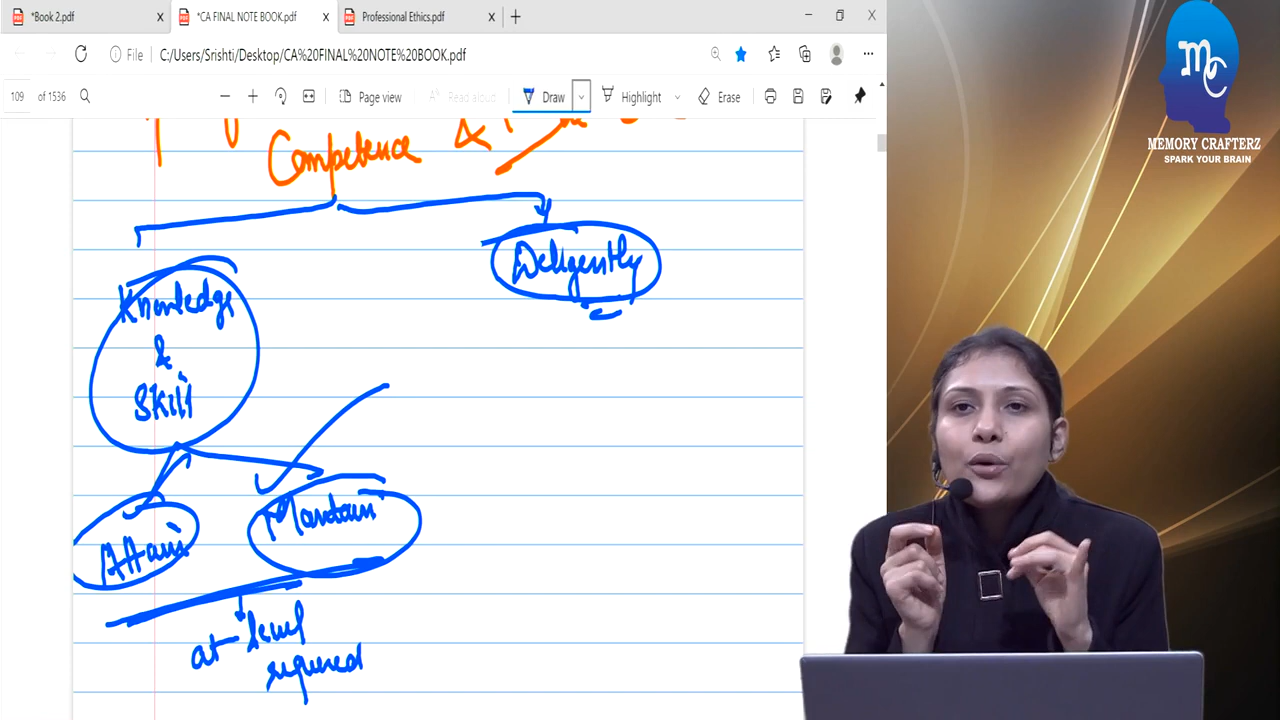 *Book 2.pdf
*CA FINAL NOTE BOOK.pdf
Professional Ethics.pdf
File
C:/Users/Srishti/Desktop/CA%20FINAL%20NOTE%20BOOK.pdf
109 of 1536
Page view
Read aloud
Draw
Highlight
Erase
Competence &
Deligently
Knowledge
&
Skill
Attain
Maintain
at level
required
MC
MEMORY CRAFTERZ
SPARK YOUR BRAIN